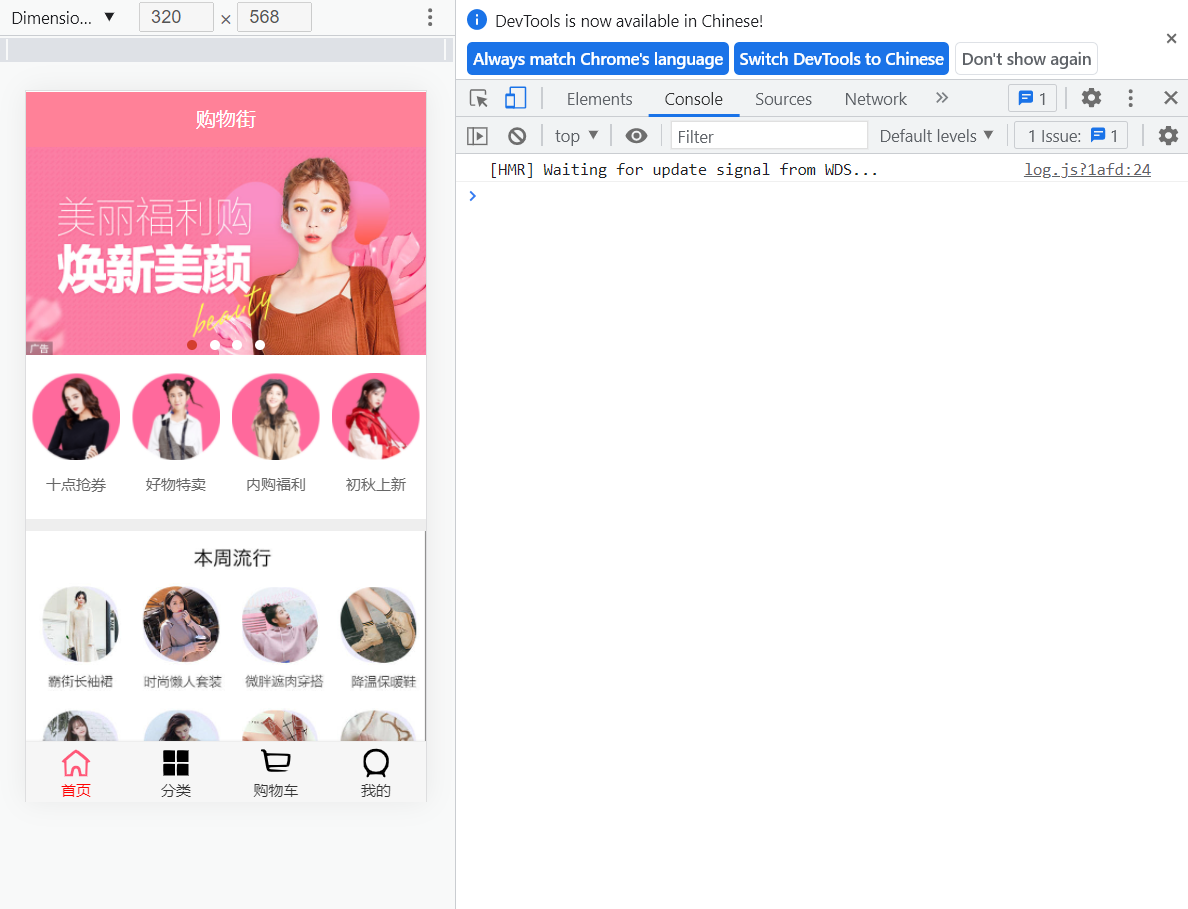 Dimensio... ▼ 320 × 568
DevTools is now available in Chinese!
Always match Chrome's language Switch DevTools to Chinese Don't show again
Elements Console Sources Network 1
top ▼ Filter Default levels ▼ 1 Issue: 1
[HMR] Waiting for update signal from WDS... log.js?1afd:24
购物街
美丽福利购
焕新美颜
beauty
广告
十点抢券 好物特卖 内购福利 初秋上新
本周流行
霸街长袖裙 时尚懒人套装 微胖遮肉穿搭 降温保暖鞋
首页 分类 购物车 我的